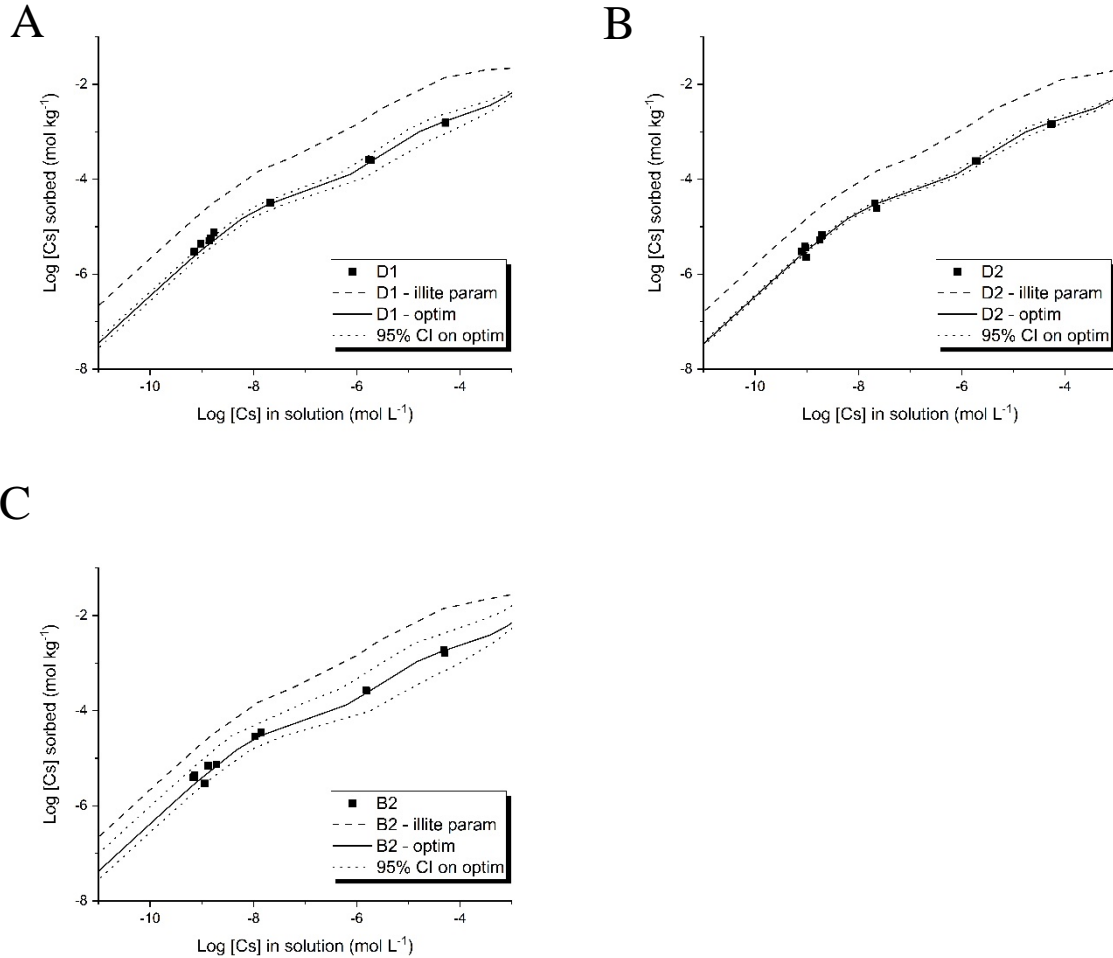 A
Log [Cs] sorbed (mol kg⁻¹)
-2
-4
-6
-8
-10
-8
-6
-4
D1
D1 - illite param
D1 - optim
95% CI on optim
Log [Cs] in solution (mol L⁻¹)
B
Log [Cs] sorbed (mol kg⁻¹)
-2
-4
-6
-8
-10
-8
-6
-4
D2
D2 - illite param
D2 - optim
95% CI on optim
Log [Cs] in solution (mol L⁻¹)
C
Log [Cs] sorbed (mol kg⁻¹)
-2
-4
-6
-8
-10
-8
-6
-4
B2
B2 - illite param
B2 - optim
95% CI on optim
Log [Cs] in solution (mol L⁻¹)